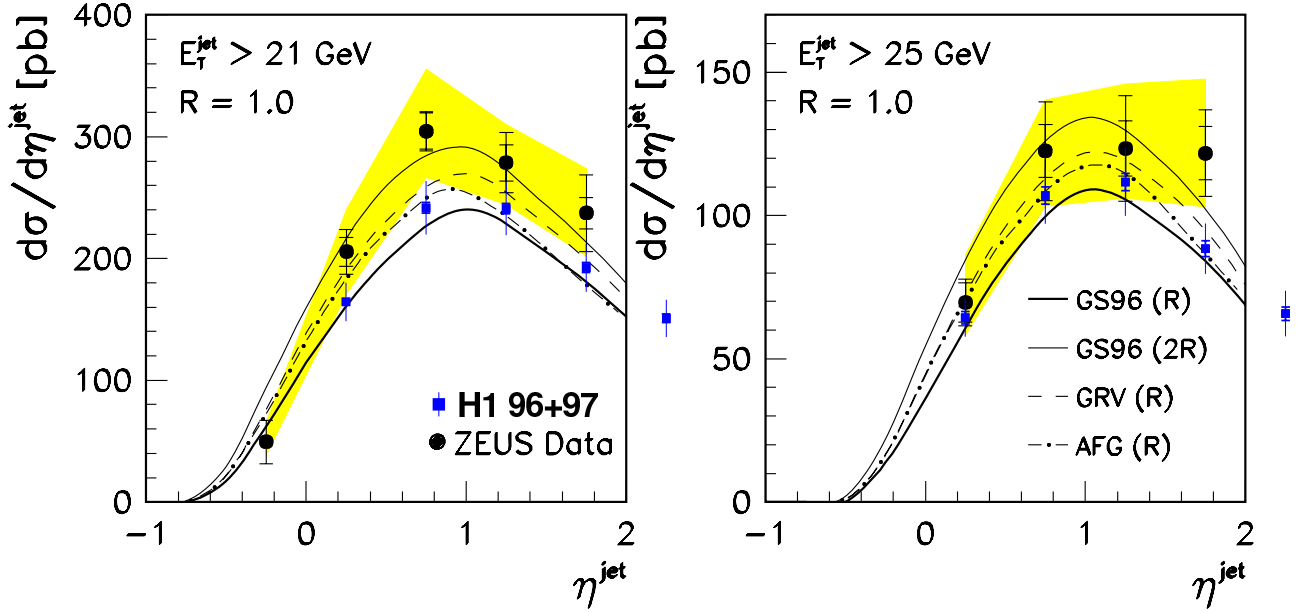 dσ/dη^jet [pb]
E_T^jet > 21 GeV
R = 1.0
400
300
200
100
0
H1 96+97
ZEUS Data
−1 0 1 2
η^jet
dσ/dη^jet [pb]
E_T^jet > 25 GeV
R = 1.0
150
100
50
0
GS96 (R)
GS96 (2R)
GRV (R)
AFG (R)
−1 0 1 2
η^jet